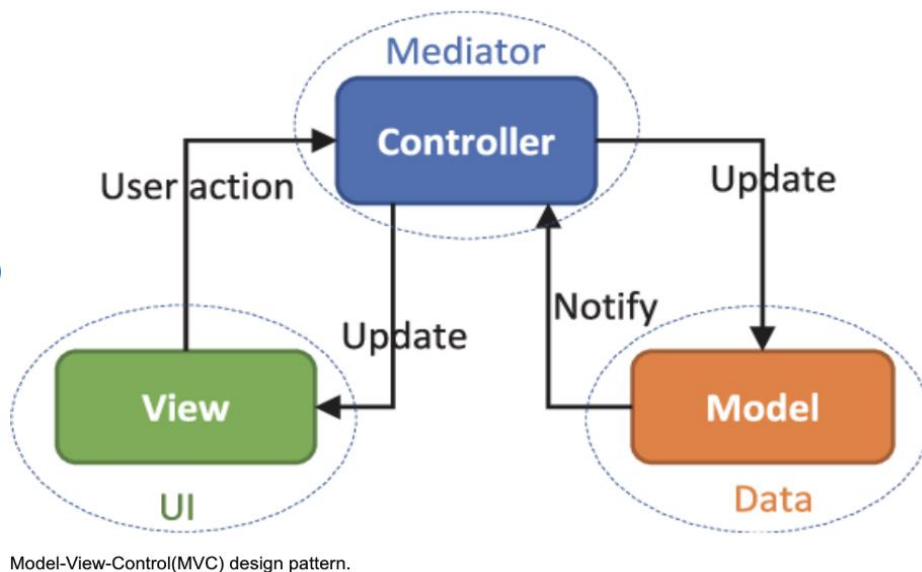 Mediator
Controller
User action
Update
Update
Notify
View
Model
UI
Data
Model-View-Control(MVC) design pattern.